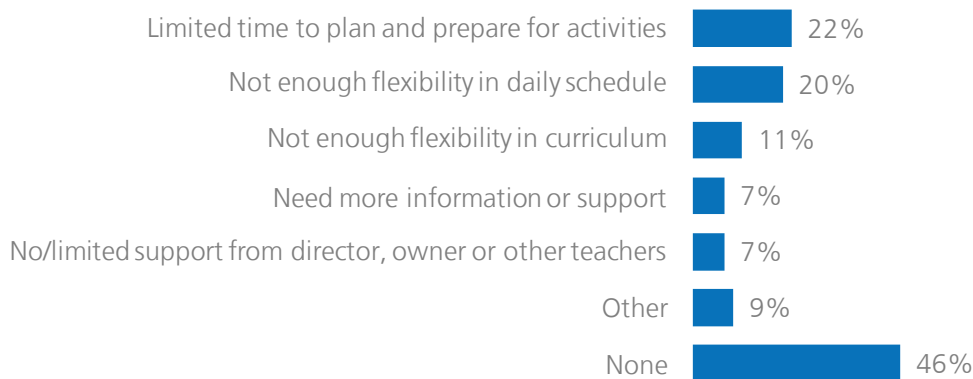 Limited time to plan and prepare for activities 22%
Not enough flexibility in daily schedule 20%
Not enough flexibility in curriculum 11%
Need more information or support 7%
No/limited support from director, owner or other teachers 7%
Other 9%
None 46%